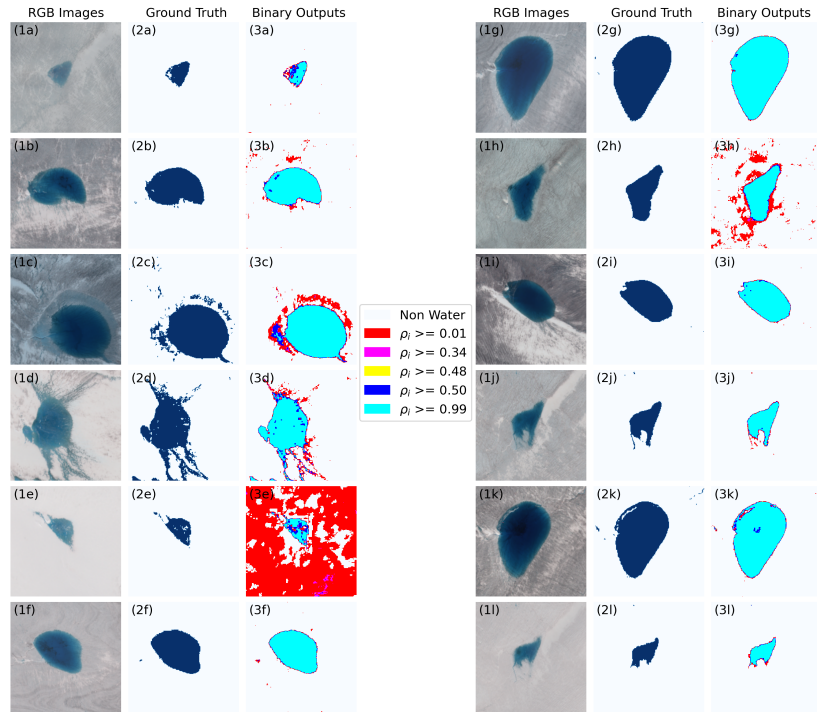 RGB Images Ground Truth Binary Outputs RGB Images Ground Truth Binary Outputs
(1a) (2a) (3a) (1g) (2g) (3g)
(1b) (2b) (3b) (1h) (2h) (3h)
(1c) (2c) (3c) (1i) (2i) (3i)
Non Water
ρi >= 0.01
ρi >= 0.34
ρi >= 0.48
ρi >= 0.50
ρi >= 0.99
(1d) (2d) (3d) (1j) (2j) (3j)
(1e) (2e) (3e) (1k) (2k) (3k)
(1f) (2f) (3f) (1l) (2l) (3l)